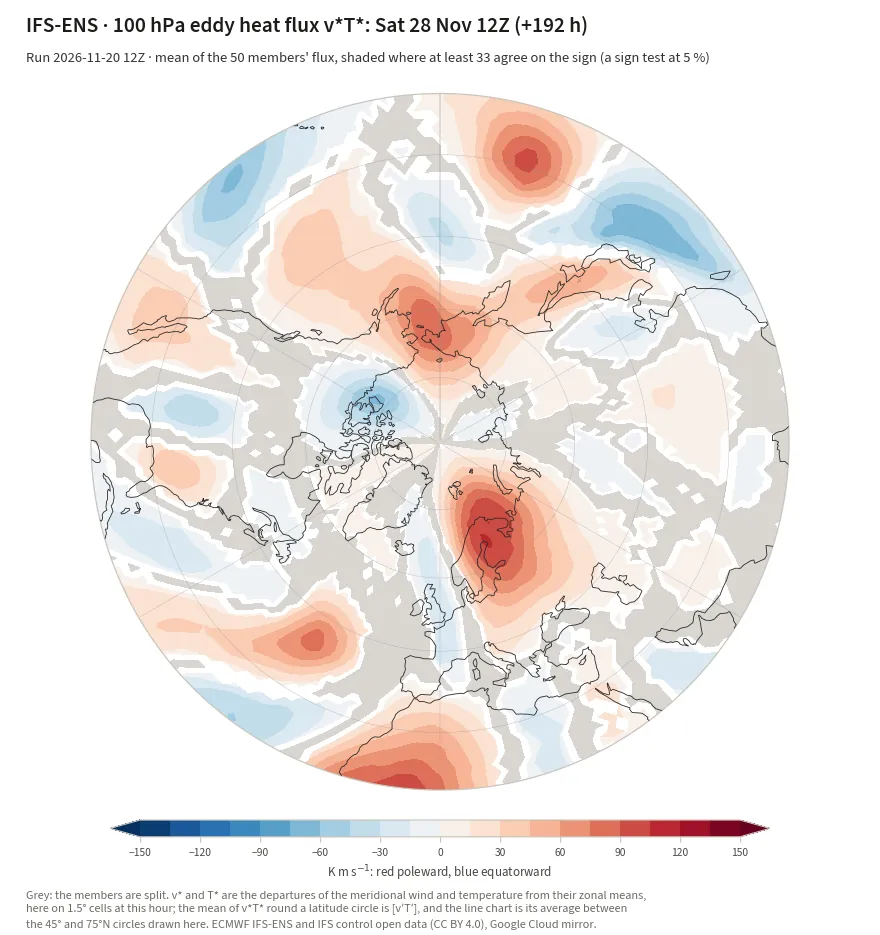 IFS-ENS · 100 hPa eddy heat flux v*T*: Sat 28 Nov 12Z (+192 h)
Run 2026-11-20 12Z · mean of the 50 members' flux, shaded where at least 33 agree on the sign (a sign test at 5 %)
−150 −120 −90 −60 −30 0 30 60 90 120 150
K m s⁻¹: red poleward, blue equatorward
Grey: the members are split. v* and T* are the departures of the meridional wind and temperature from their zonal means,
here on 1.5° cells at this hour; the mean of v*T* round a latitude circle is [v′T′], and the line chart is its average between
the 45° and 75°N circles drawn here. ECMWF IFS-ENS and IFS control open data (CC BY 4.0), Google Cloud mirror.